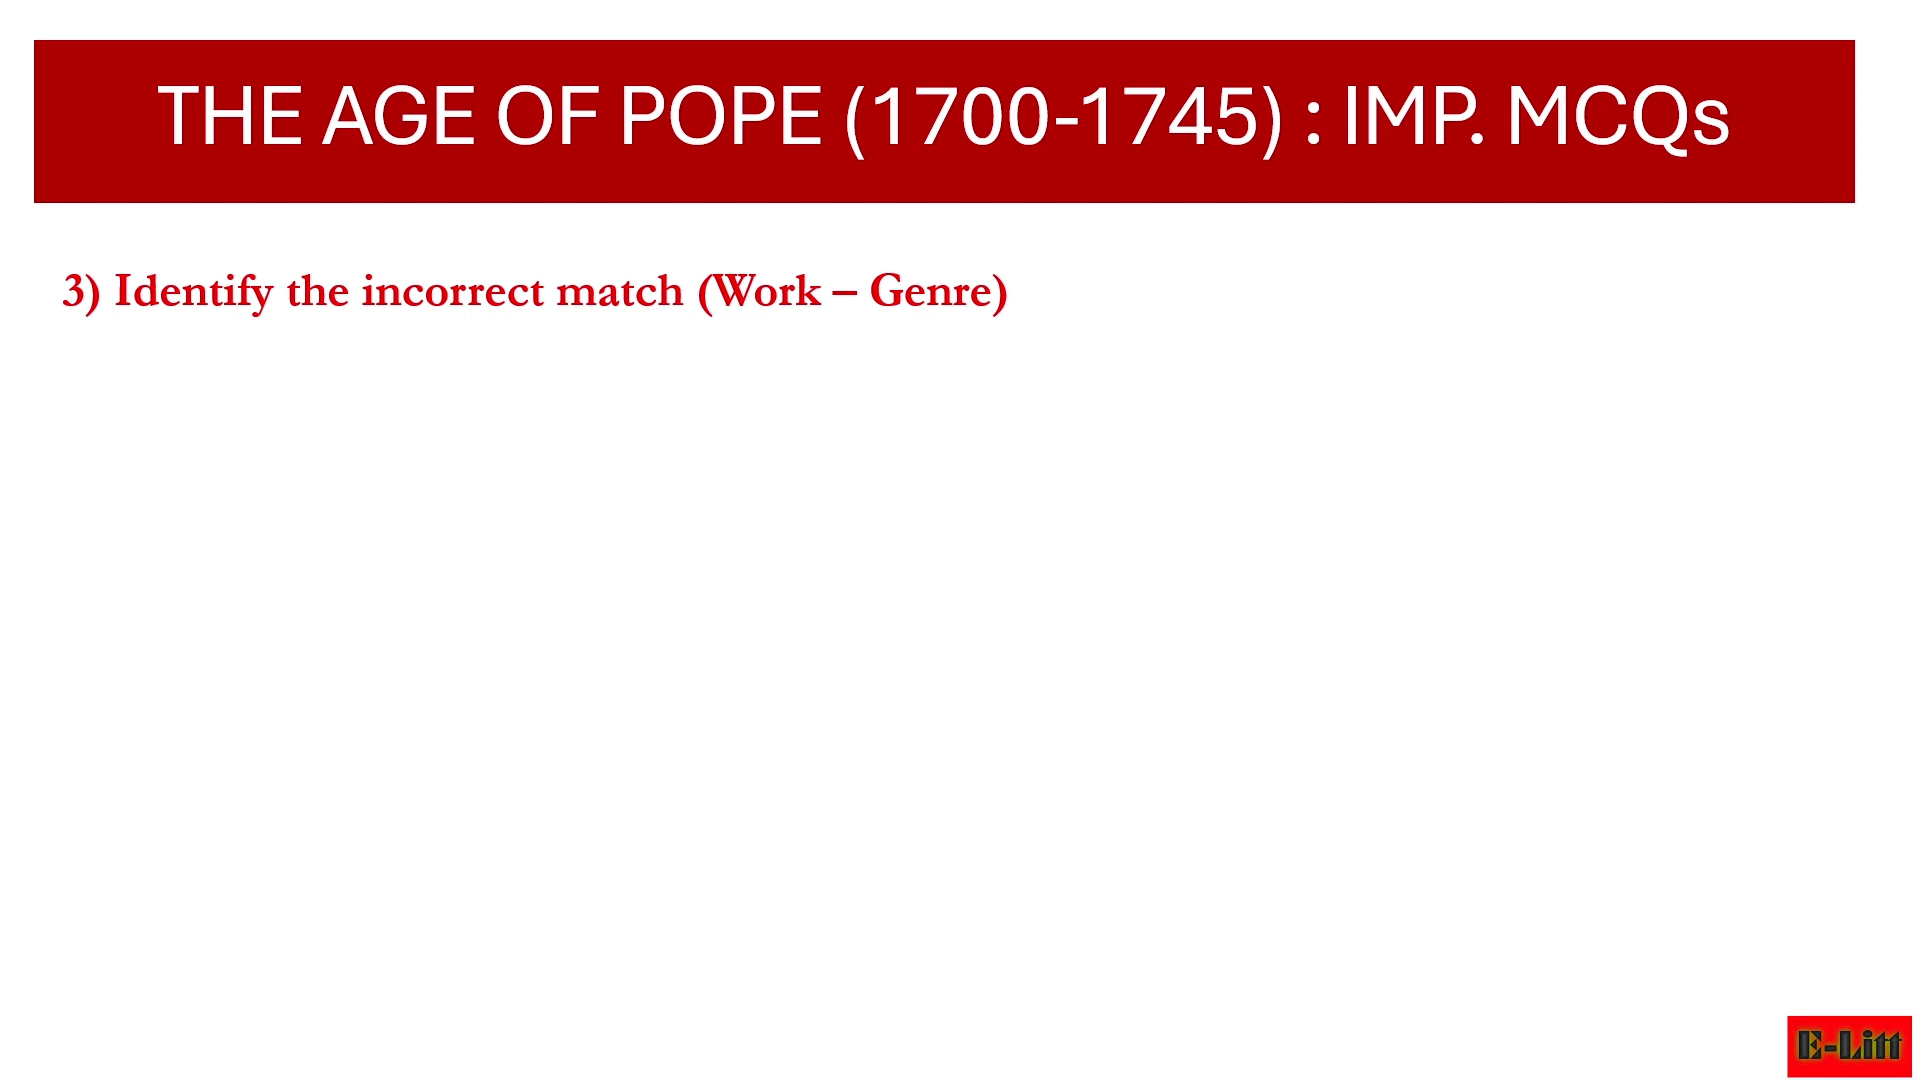 THE AGE OF POPE (1700-1745) : IMP. MCQs
3) Identify the incorrect match (Work – Genre)
E-Litt